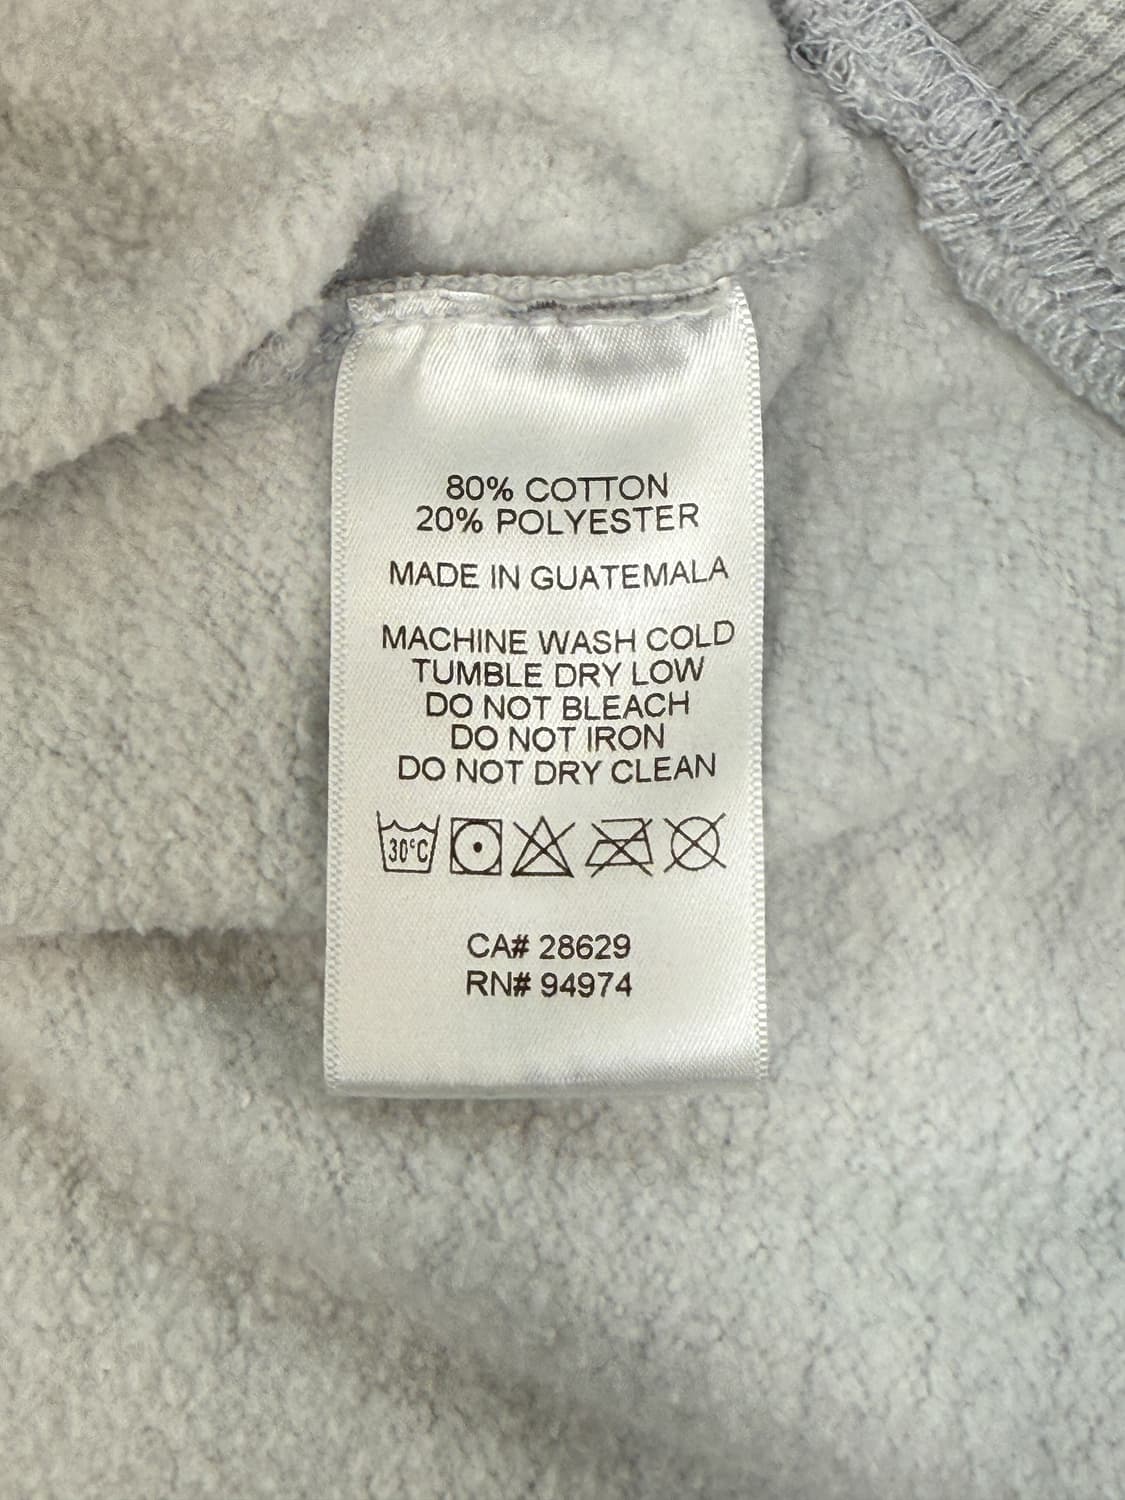 80% COTTON
20% POLYESTER
MADE IN GUATEMALA
MACHINE WASH COLD
TUMBLE DRY LOW
DO NOT BLEACH
DO NOT IRON
DO NOT DRY CLEAN
30°C
CA# 28629
RN# 94974